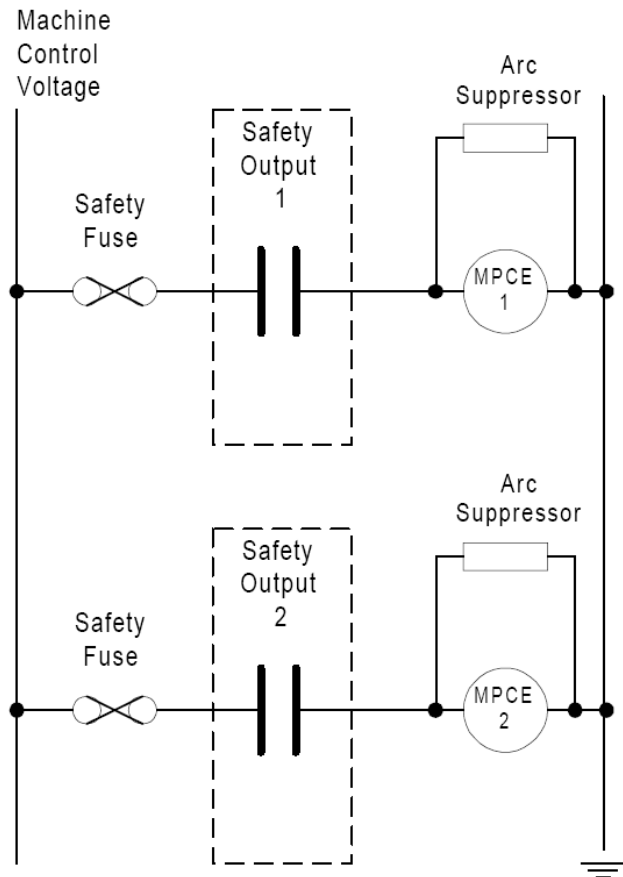 Machine
Control
Voltage
Arc
Suppressor
Safety
Output
1
Safety
Fuse
MPCE
1
Arc
Suppressor
Safety
Output
2
Safety
Fuse
MPCE
2